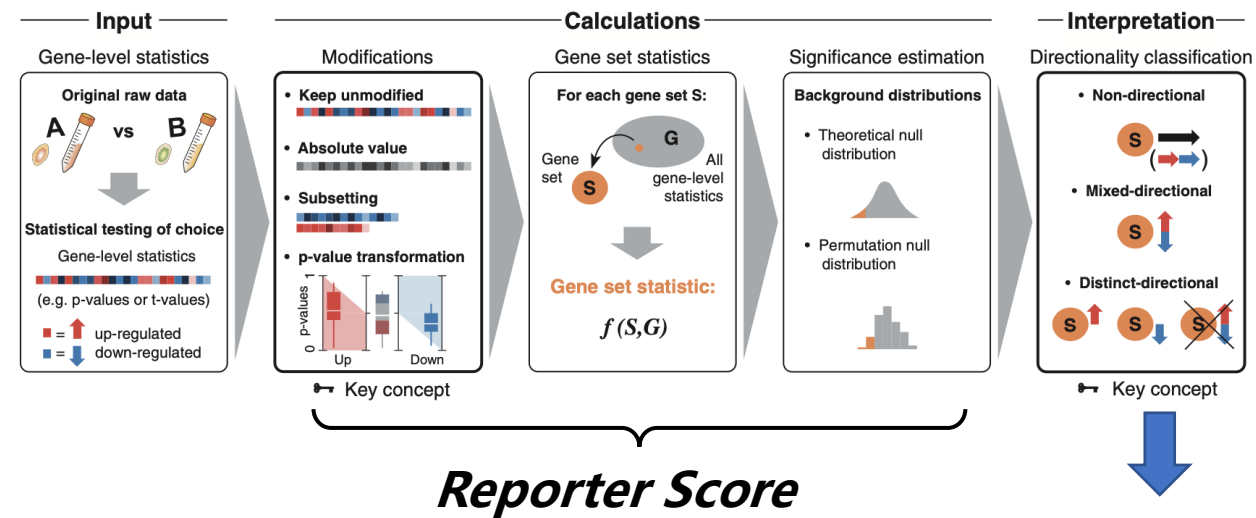 Input
Calculations
Interpretation
Gene-level statistics
Modifications
Gene set statistics
Significance estimation
Directionality classification
Original raw data
A vs B
Statistical testing of choice
Gene-level statistics
(e.g. p-values or t-values)
= up-regulated
= down-regulated
• Keep unmodified
• Absolute value
• Subsetting
• p-value transformation
p-values
1
0
Up
Down
Key concept
For each gene set S:
G
Gene
set
S
All
gene-level
statistics
Gene set statistic:
f (S,G)
Background distributions
• Theoretical null
distribution
• Permutation null
distribution
• Non-directional
S
( )
• Mixed-directional
S
• Distinct-directional
S S S
Key concept
Reporter Score